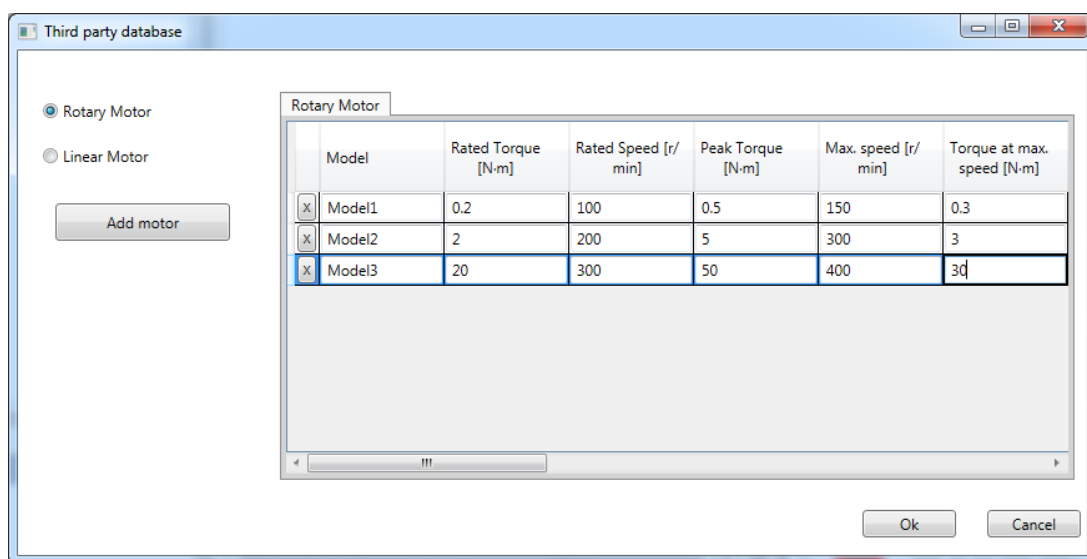 Third party database
Rotary Motor
Linear Motor
Add motor
Rotary Motor
Model
Rated Torque
[N·m]
Rated Speed [r/
min]
Peak Torque
[N·m]
Max. speed [r/
min]
Torque at max.
speed [N·m]
x Model1 0.2 100 0.5 150 0.3
x Model2 2 200 5 300 3
x Model3 20 300 50 400 30
Ok Cancel